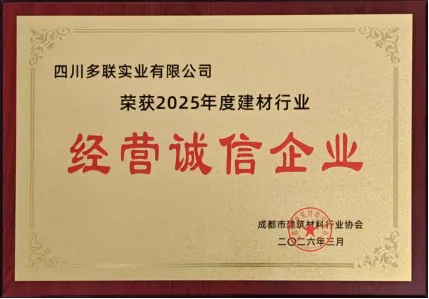 四川多联实业有限公司
荣获2025年度建材行业
经营诚信企业
成都市建筑材料行业协会
二〇二六年三月